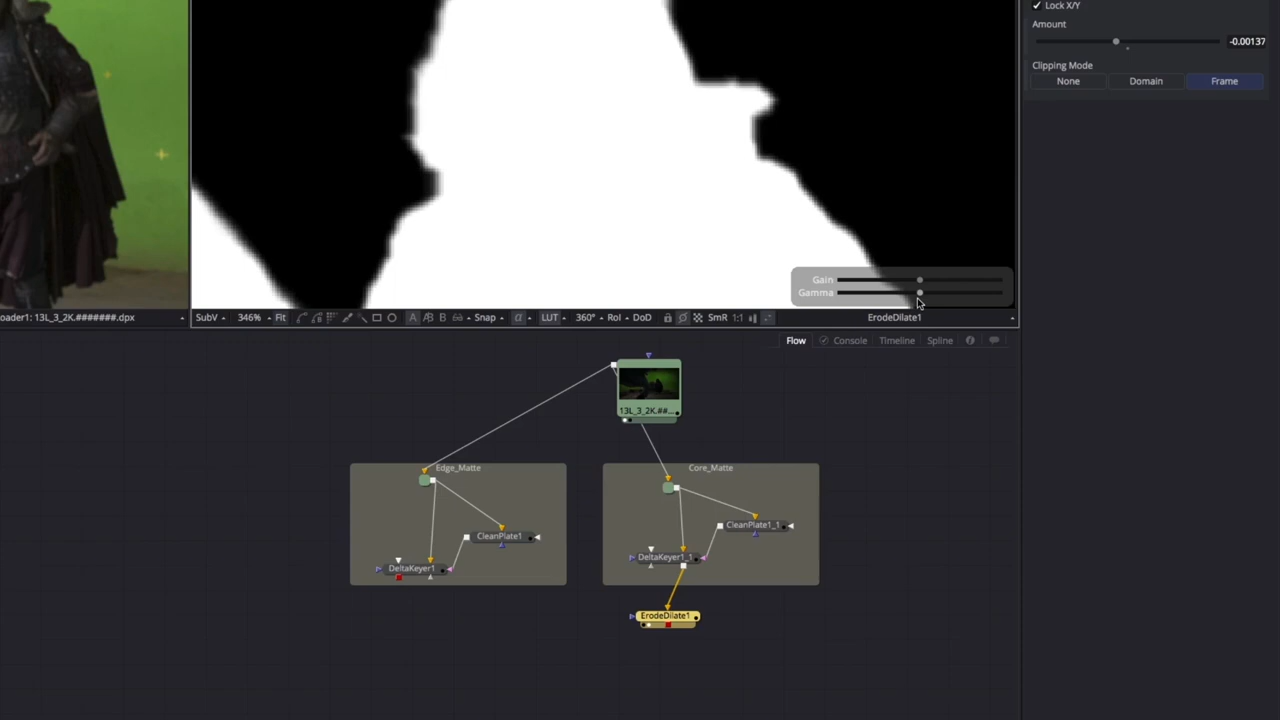 Lock X/Y
Amount
-0.00137
Clipping Mode
None Domain Frame
Gain
Gamma
oader1: 13L_3_2K.#######.dpx
SubV 346% Fit A A/B B Snap α LUT 360° RoI DoD SmR 1:1 ErodeDilate1
Flow Console Timeline Spline
13L_3_2K.##...
Edge_Matte
Core_Matte
CleanPlate1_1
CleanPlate1
DeltaKeyer1_1
DeltaKeyer1
ErodeDilate1